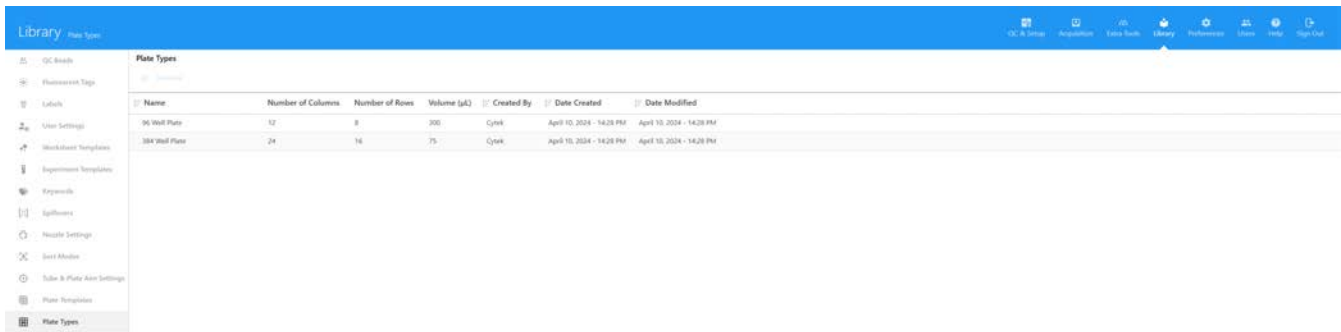 Library Plate Types
QC & Setup Acquisition Extra Tools Library Preferences Users Help Sign Out
QC Beads
Fluorescent Tags
Labels
User Settings
Worksheet Templates
Experiment Templates
Keywords
Spillovers
Nozzle Settings
Sort Modes
Tube & Plate Aim Settings
Plate Templates
Plate Types
Plate Types
Name Number of Columns Number of Rows Volume (µL) Created By Date Created Date Modified
96 Well Plate 12 8 300 Cytek April 10, 2024 - 14:28 PM April 10, 2024 - 14:28 PM
384 Well Plate 24 16 75 Cytek April 10, 2024 - 14:28 PM April 10, 2024 - 14:28 PM